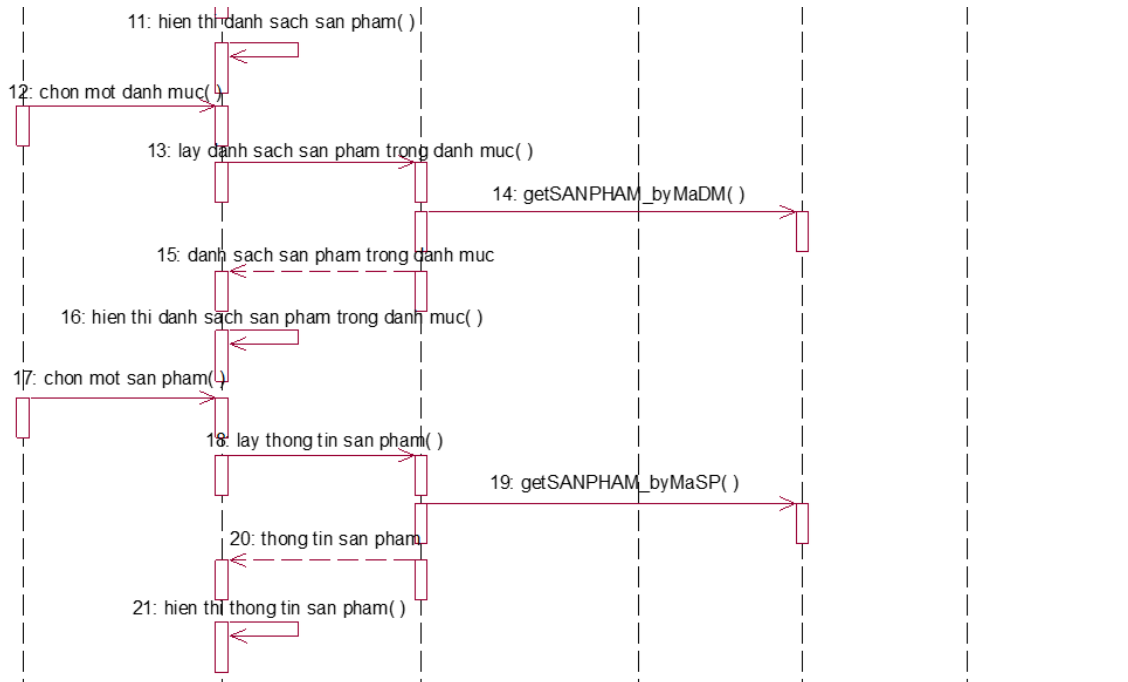 11: hien thi danh sach san pham( )
12: chon mot danh muc( )
13: lay danh sach san pham trong danh muc( )
14: getSANPHAM_byMaDM( )
15: danh sach san pham trong danh muc
16: hien thi danh sach san pham trong danh muc( )
17: chon mot san pham( )
18: lay thong tin san pham( )
19: getSANPHAM_byMaSP( )
20: thong tin san pham
21: hien thi thong tin san pham( )